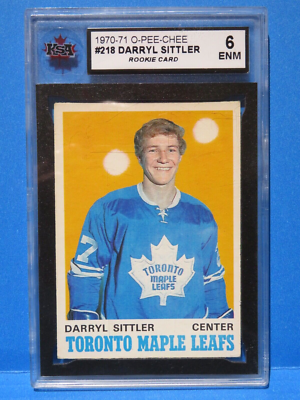 KSA
1970-71 O-PEE-CHEE
#218 DARRYL SITTLER
ROOKIE CARD
6
ENM
7
TORONTO
MAPLE
LEAFS
DARRYL SITTLER CENTER
TORONTO MAPLE LEAFS